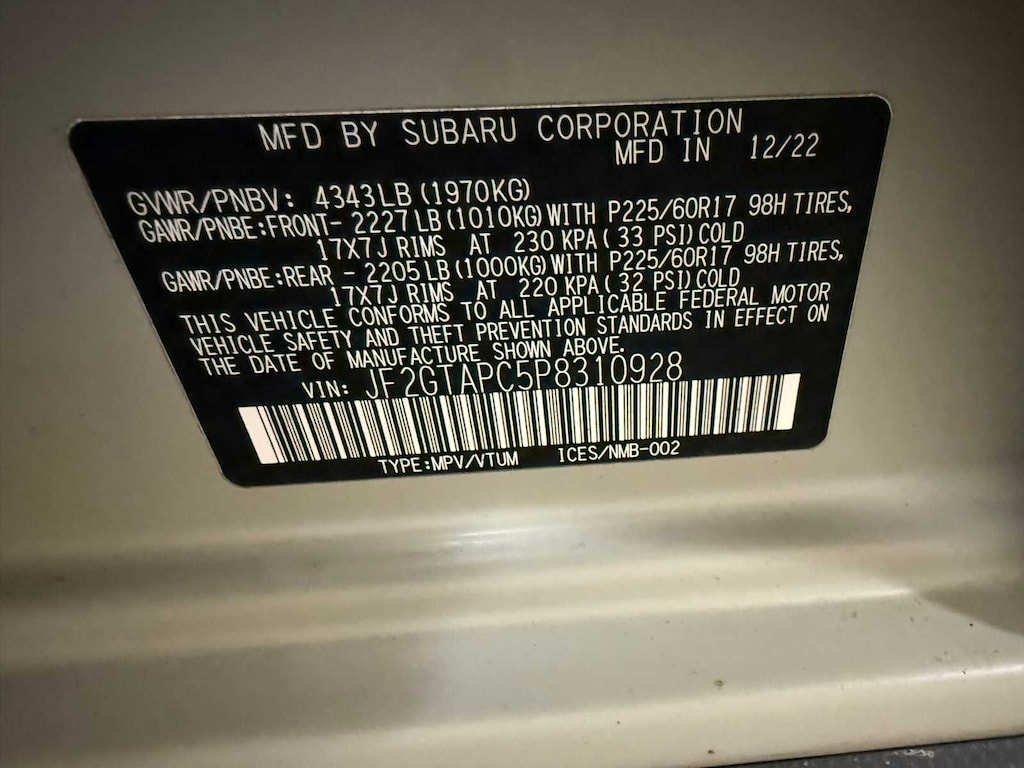 MFD BY SUBARU CORPORATION
MFD IN 12/22
GVWR/PNBV: 4343LB (1970KG)
GAWR/PNBE:FRONT- 2227LB (1010KG) WITH P225/60R17 98H TIRES,
17X7J RIMS AT 230 KPA( 33 PSI) COLD
GAWR/PNBE:REAR - 2205LB (1000KG) WITH P225/60R17 98H TIRES,
17X7J RIMS AT 220 KPA( 32 PSI) COLD
THIS VEHICLE CONFORMS TO ALL APPLICABLE FEDERAL MOTOR
VEHICLE SAFETY AND THEFT PREVENTION STANDARDS IN EFFECT ON
THE DATE OF MANUFACTURE SHOWN ABOVE.
VIN: JF2GTAPC5P8310928
TYPE:MPV/VTUM ICES/NMB-002